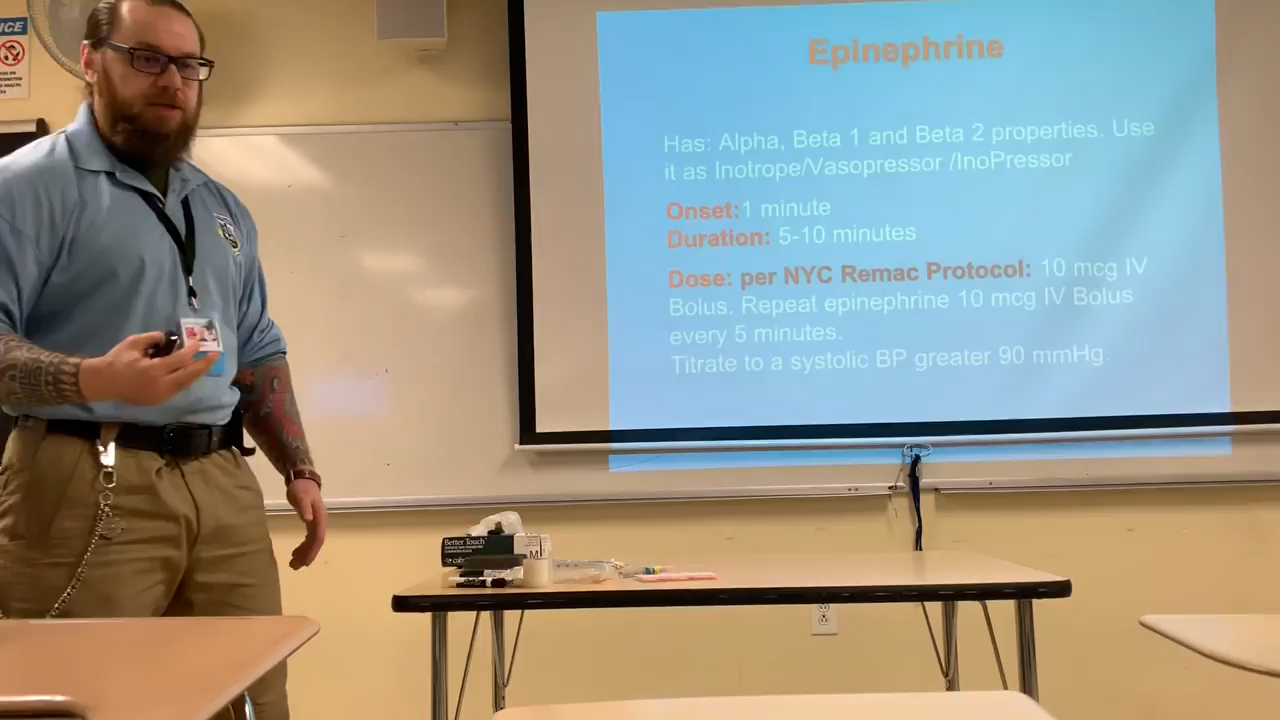 ICE
Epinephrine
Has: Alpha, Beta 1 and Beta 2 properties. Use
it as Inotrope/Vasopressor /InoPressor
Onset:1 minute
Duration: 5-10 minutes
Dose: per NYC Remac Protocol: 10 mcg IV
Bolus. Repeat epinephrine 10 mcg IV Bolus
every 5 minutes.
Titrate to a systolic BP greater 90 mmHg.
Better Touch
M